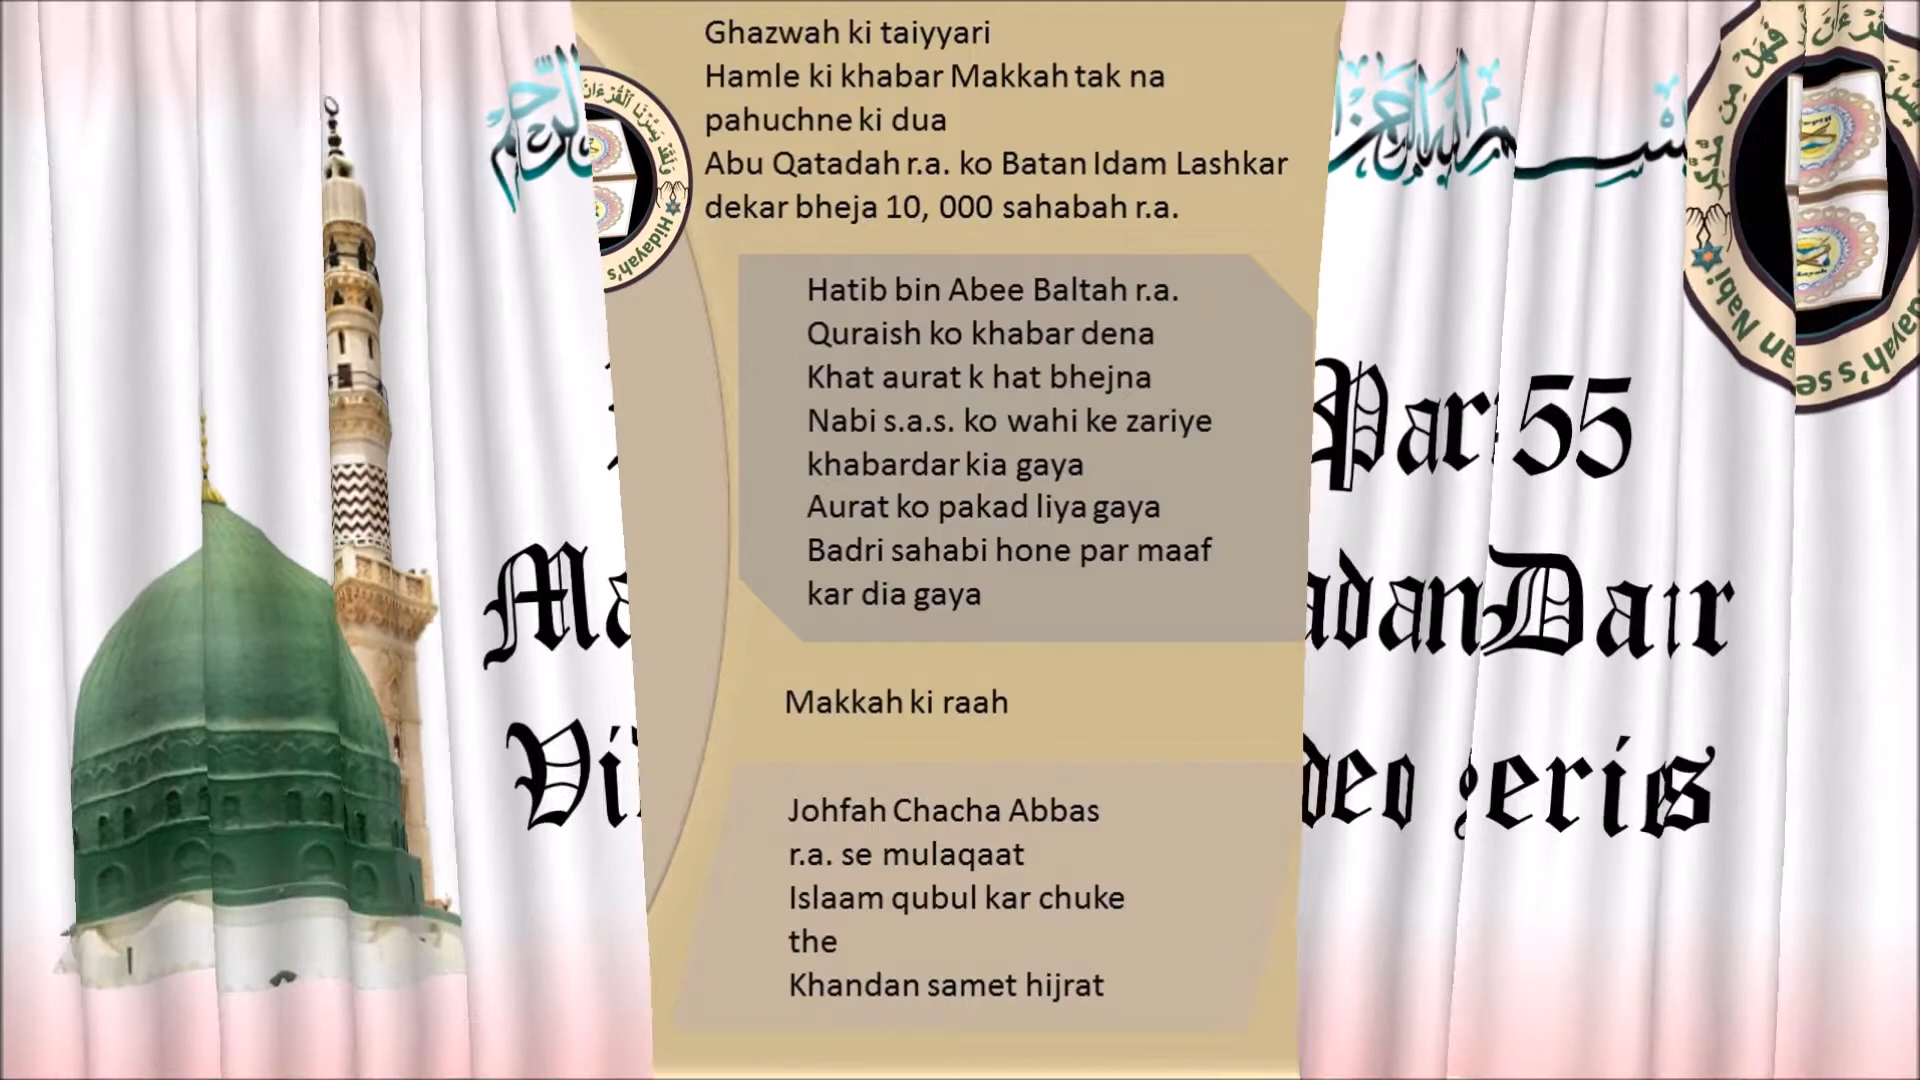 Ghazwah ki taiyyari
Hamle ki khabar Makkah tak na
pahuchne ki dua
Abu Qatadah r.a. ko Batan Idam Lashkar
dekar bheja 10, 000 sahabah r.a.
Hatib bin Abee Baltah r.a.
Quraish ko khabar dena
Khat aurat k hat bhejna
Nabi s.a.s. ko wahi ke zariye
khabardar kia gaya
Aurat ko pakad liya gaya
Badri sahabi hone par maaf
kar dia gaya
Makkah ki raah
Johfah Chacha Abbas
r.a. se mulaqaat
Islaam qubul kar chuke
the
Khandan samet hijrat
55